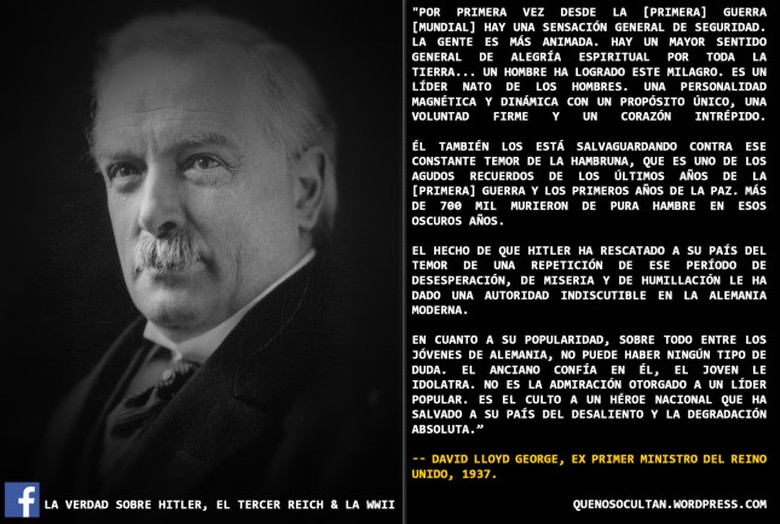 "POR PRIMERA VEZ DESDE LA [PRIMERA] GUERRA
[MUNDIAL] HAY UNA SENSACIÓN GENERAL DE SEGURIDAD.
LA GENTE ES MÁS ANIMADA. HAY UN MAYOR SENTIDO
GENERAL DE ALEGRÍA ESPIRITUAL POR TODA LA
TIERRA... UN HOMBRE HA LOGRADO ESTE MILAGRO. ES UN
LÍDER NATO DE LOS HOMBRES. UNA PERSONALIDAD
MAGNÉTICA Y DINÁMICA CON UN PROPÓSITO ÚNICO, UNA
VOLUNTAD FIRME Y UN CORAZÓN INTRÉPIDO.
ÉL TAMBIÉN LOS ESTÁ SALVAGUARDANDO CONTRA ESE
CONSTANTE TEMOR DE LA HAMBRUNA, QUE ES UNO DE LOS
AGUDOS RECUERDOS DE LOS ÚLTIMOS AÑOS DE LA
[PRIMERA] GUERRA Y LOS PRIMEROS AÑOS DE LA PAZ. MÁS
DE 700 MIL MURIERON DE PURA HAMBRE EN ESOS
OSCUROS AÑOS.
EL HECHO DE QUE HITLER HA RESCATADO A SU PAÍS DEL
TEMOR DE UNA REPETICIÓN DE ESE PERÍODO DE
DESESPERACIÓN, DE MISERIA Y DE HUMILLACIÓN LE HA
DADO UNA AUTORIDAD INDISCUTIBLE EN LA ALEMANIA
MODERNA.
EN CUANTO A SU POPULARIDAD, SOBRE TODO ENTRE LOS
JÓVENES DE ALEMANIA, NO PUEDE HABER NINGÚN TIPO DE
DUDA. EL ANCIANO CONFÍA EN ÉL, EL JOVEN LE
IDOLATRA. NO ES LA ADMIRACIÓN OTORGADO A UN LÍDER
POPULAR. ES EL CULTO A UN HÉROE NACIONAL QUE HA
SALVADO A SU PAÍS DEL DESALIENTO Y LA DEGRADACIÓN
ABSOLUTA.”
-- DAVID LLOYD GEORGE, EX PRIMER MINISTRO DEL REINO
UNIDO, 1937.
f LA VERDAD SOBRE HITLER, EL TERCER REICH & LA WWII
QUENOSOCULTAN.WORDPRESS.COM